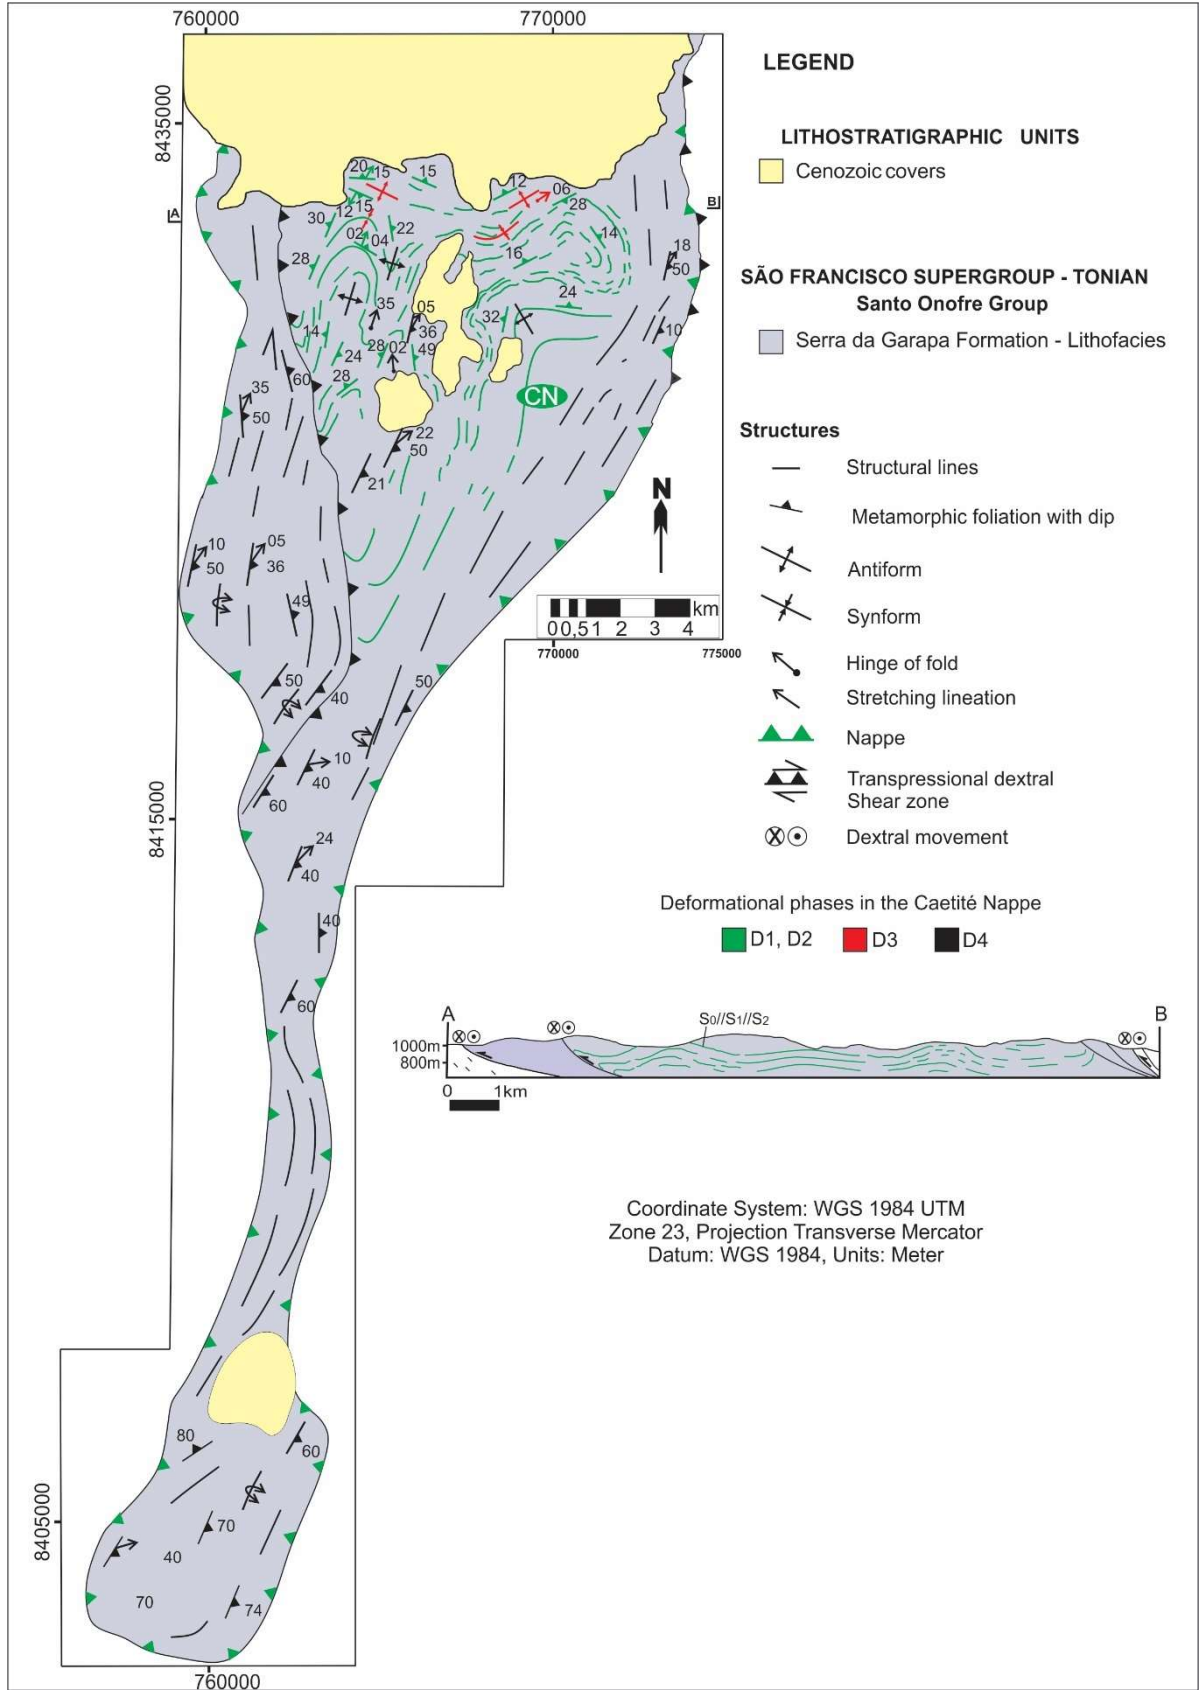 760000
770000
8435000
A
B
20
15
15
12
15
30
12
02
04
22
28
12
06
28
14
16
24
18
50
10
35
05
36
32
14
24
28
28
02
49
60
35
50
22
50
21
CN
10
50
05
36
49
50
40
50
10
40
60
24
40
40
60
80
60
70
40
70
74
8415000
8405000
760000
N
km
0 0,5 1 2 3 4
770000
775000
LEGEND
LITHOSTRATIGRAPHIC UNITS
Cenozoic covers
SÃO FRANCISCO SUPERGROUP - TONIAN
Santo Onofre Group
Serra da Garapa Formation - Lithofacies
Structures
Structural lines
Metamorphic foliation with dip
Antiform
Synform
Hinge of fold
Stretching lineation
Nappe
Transpressional dextral
Shear zone
Dextral movement
Deformational phases in the Caetité Nappe
D1, D2
D3
D4
A
B
S0//S1//S2
1000m
800m
0 1km
Coordinate System: WGS 1984 UTM
Zone 23, Projection Transverse Mercator
Datum: WGS 1984, Units: Meter